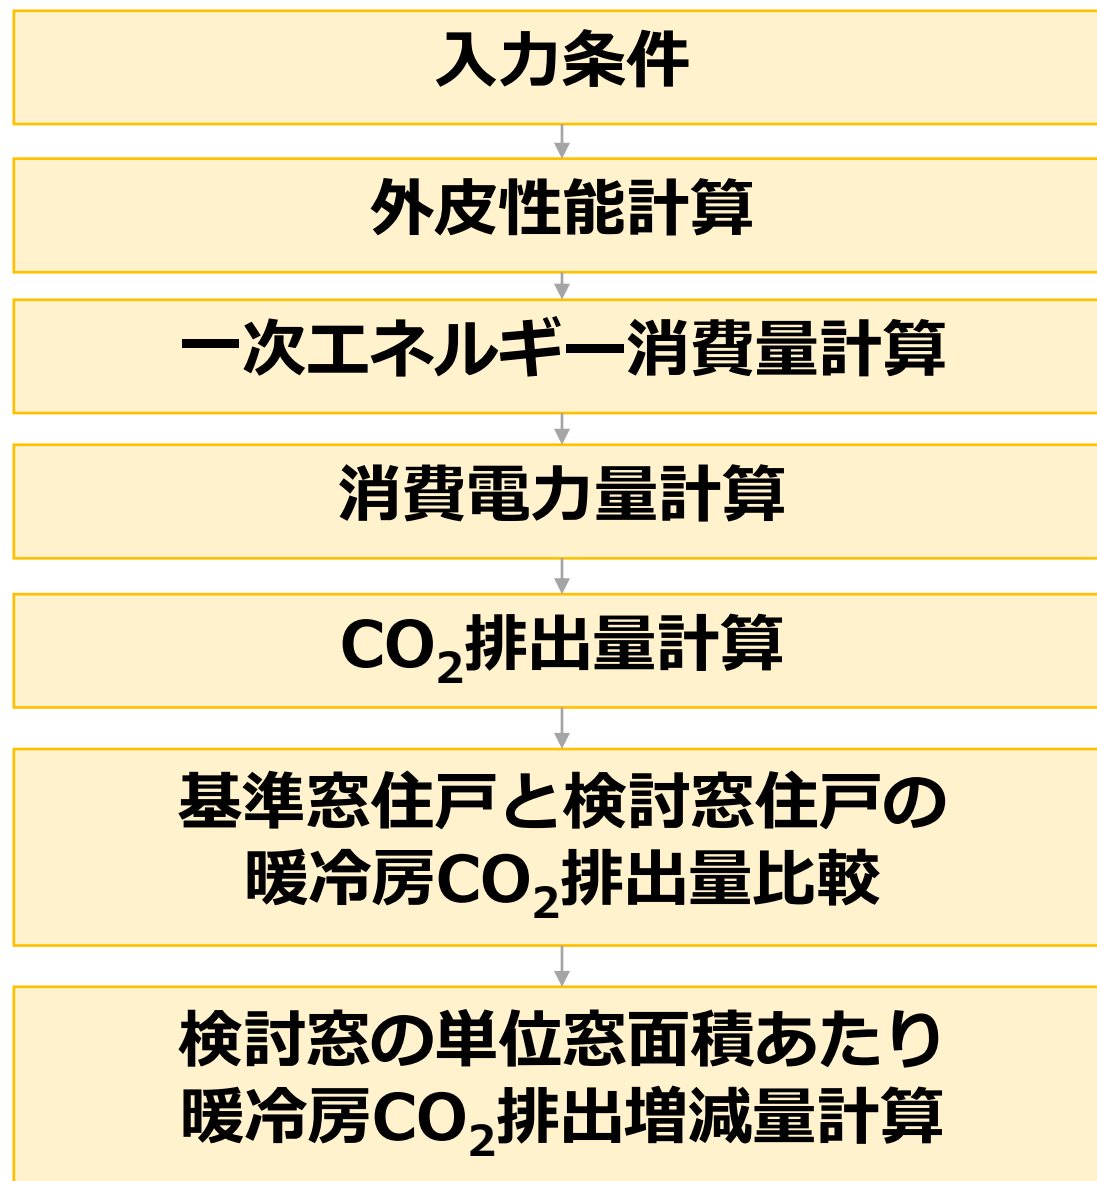 入力条件
外皮性能計算
一次エネルギー消費量計算
消費電力量計算
CO₂排出量計算
基準窓住戸と検討窓住戸の
暖冷房CO₂排出量比較
検討窓の単位窓面積あたり
暖冷房CO₂排出増減量計算